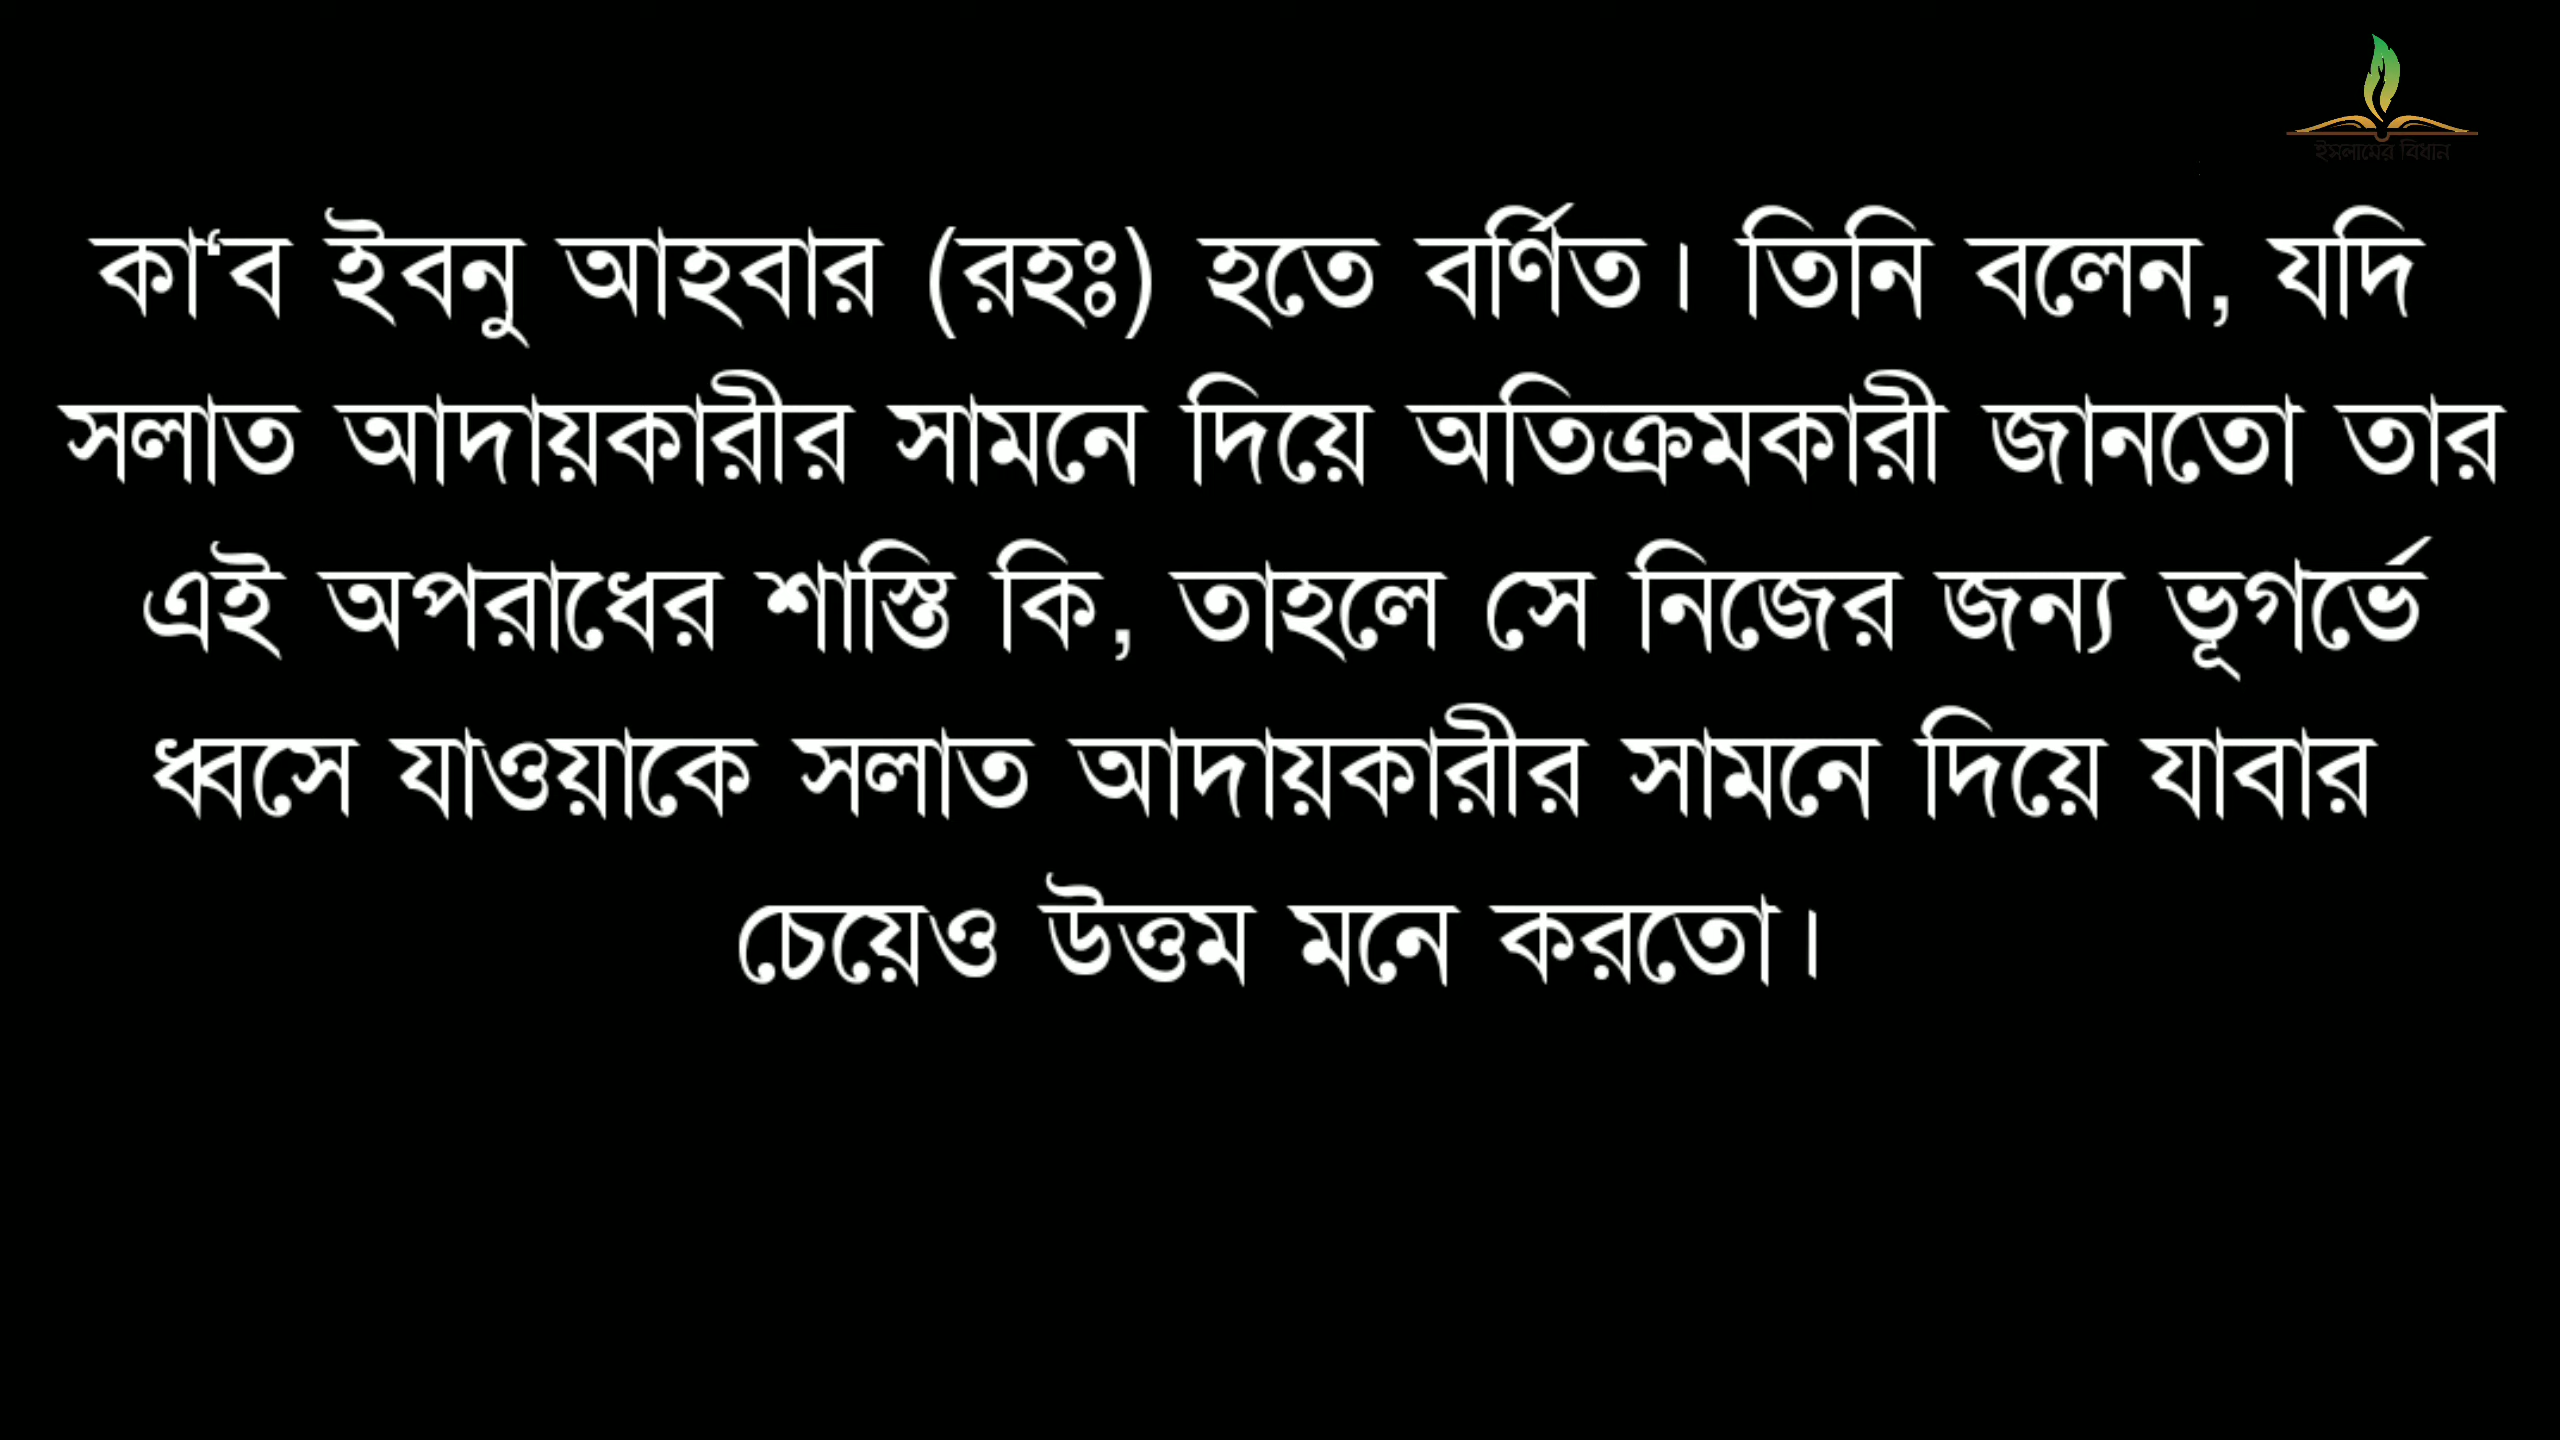 ইসলামের বিধান
কা‘ব ইবনু আহবার (রহঃ) হতে বর্ণিত। তিনি বলেন, যদি
সলাত আদায়কারীর সামনে দিয়ে অতিক্রমকারী জানতো তার
এই অপরাধের শাস্তি কি, তাহলে সে নিজের জন্য ভূগর্ভে
ধ্বসে যাওয়াকে সলাত আদায়কারীর সামনে দিয়ে যাবার
চেয়েও উত্তম মনে করতো।